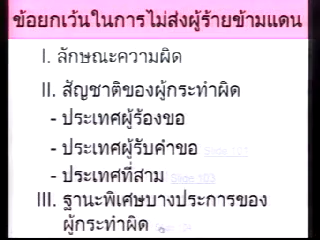 ข้อยกเว้นในการไม่ส่งผู้ร้ายข้ามแดน
I. ลักษณะความผิด
II. สัญชาติของผู้กระทำผิด
- ประเทศผู้ร้องขอ
- ประเทศผู้รับคำขอ
- ประเทศที่สาม Slide 103
III. ฐานะพิเศษบางประการของ
ผู้กระทำผิด